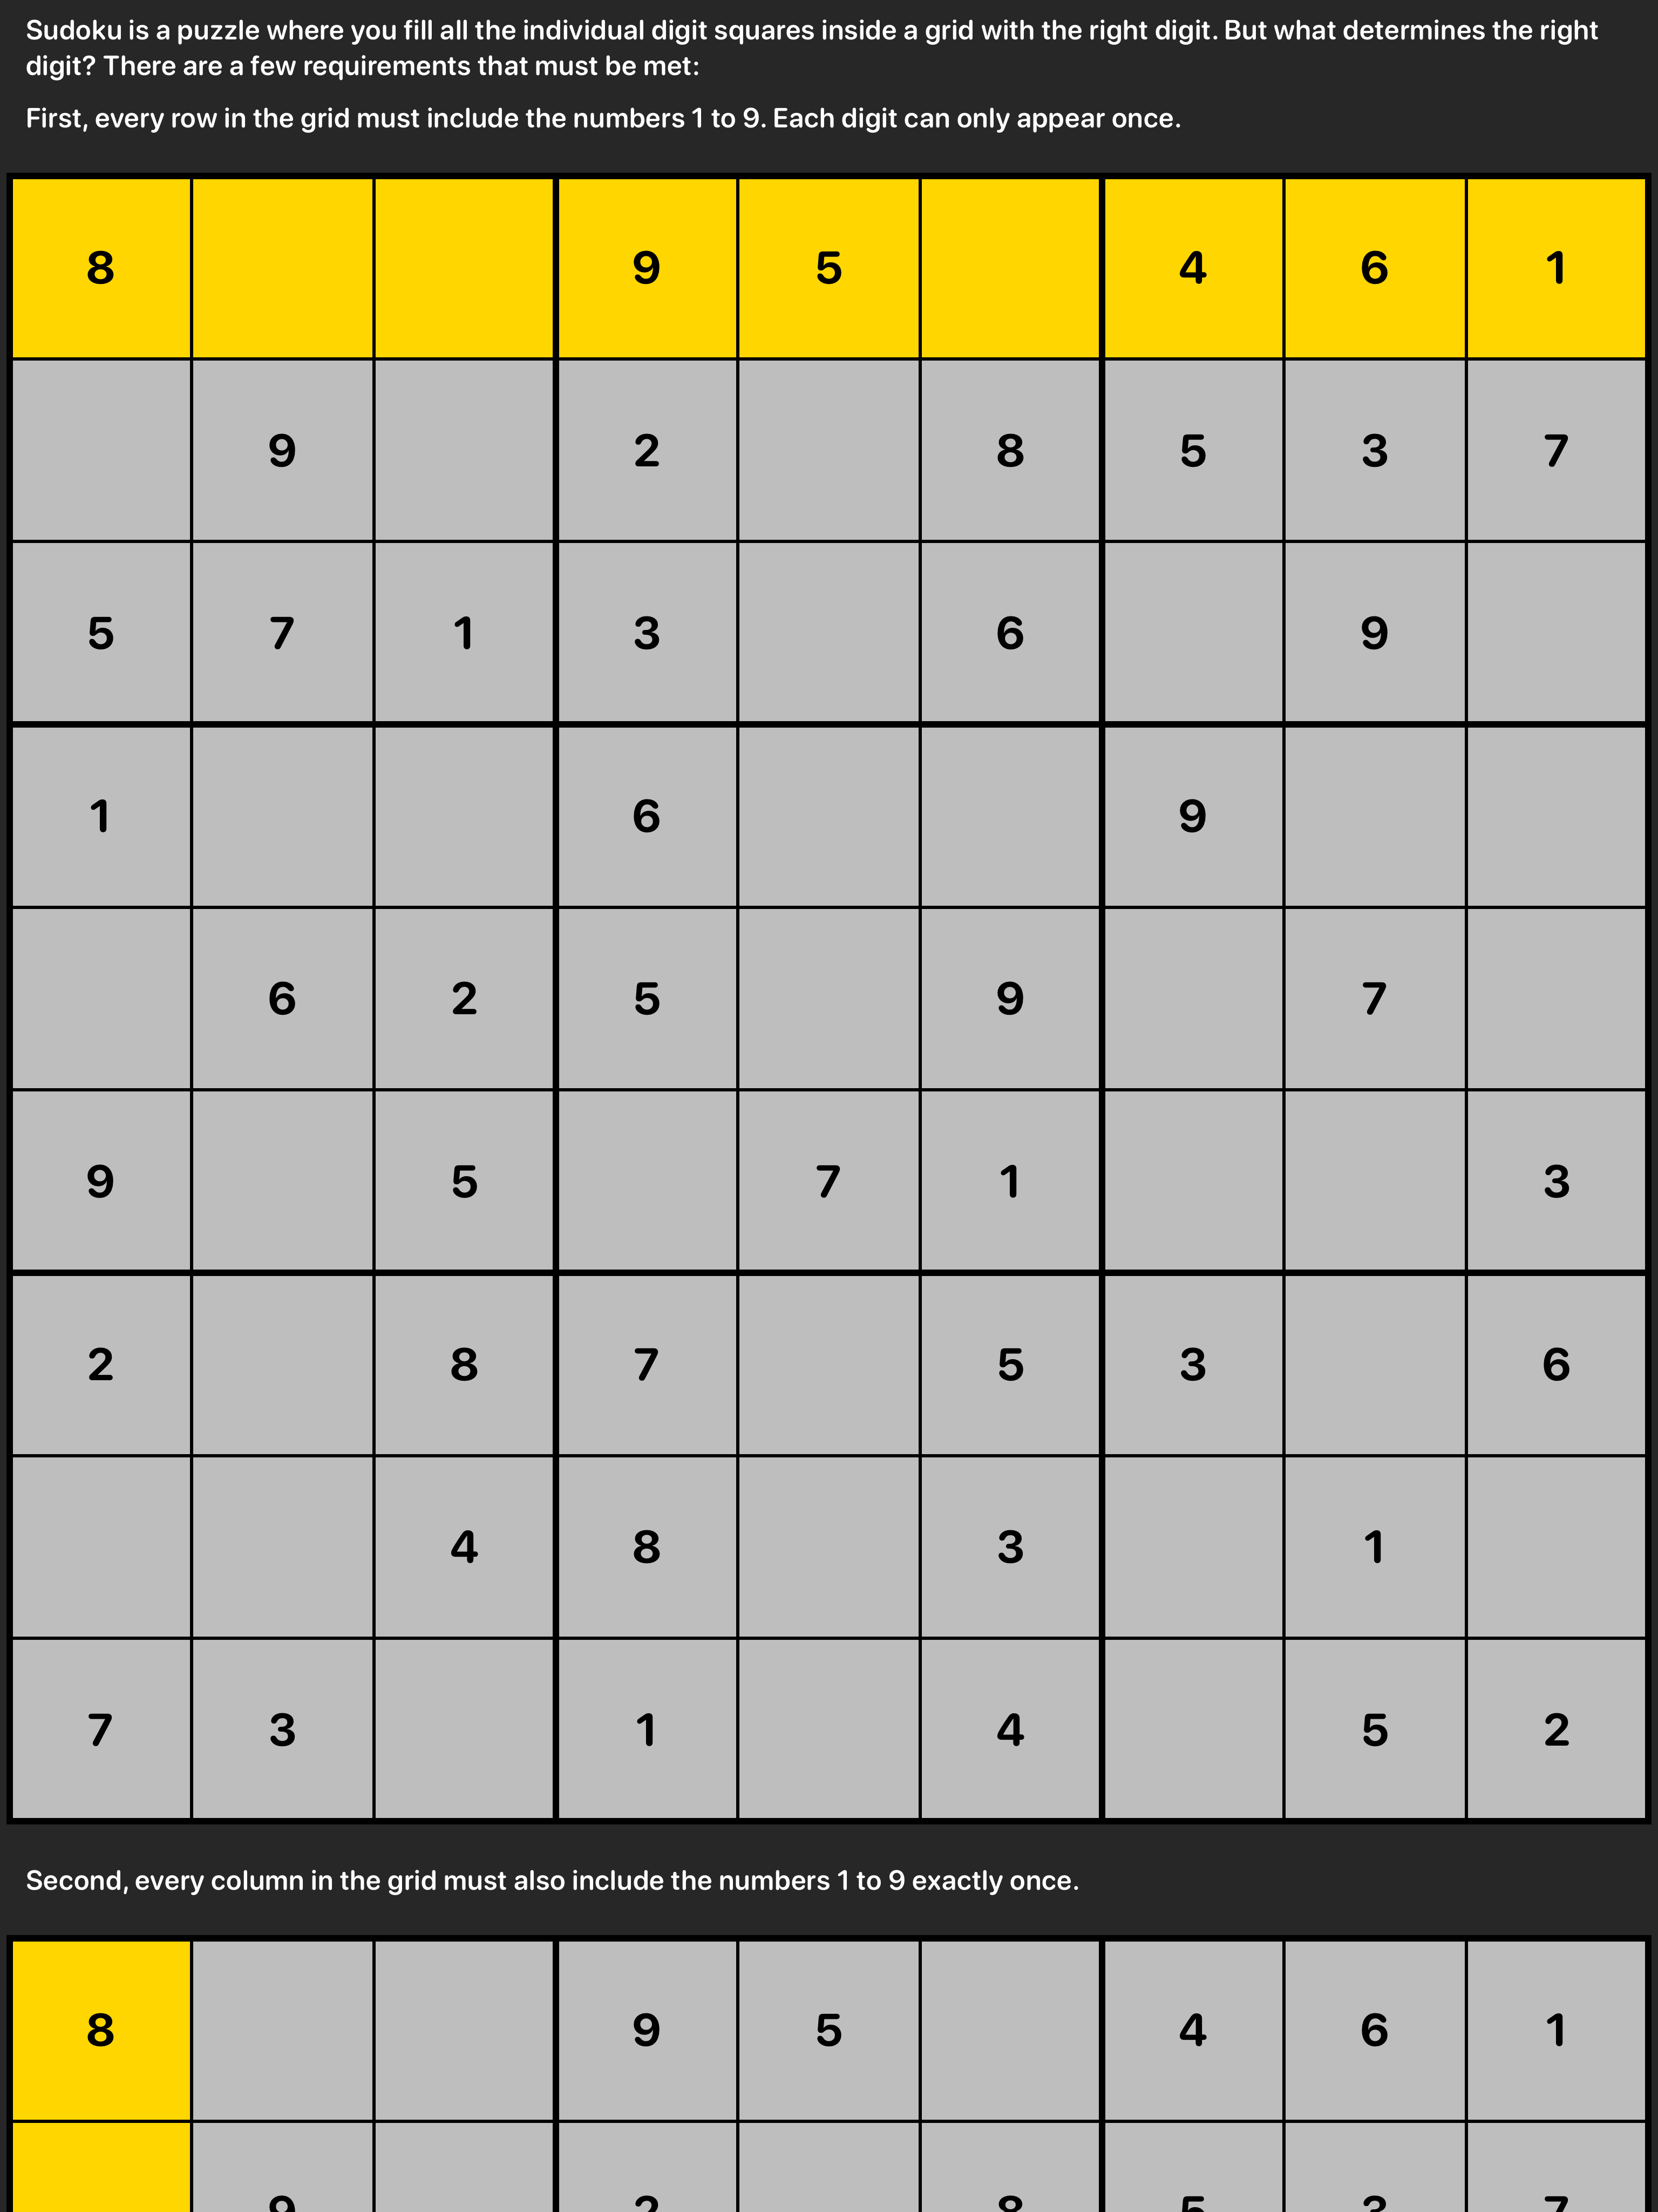 Sudoku is a puzzle where you fill all the individual digit squares inside a grid with the right digit. But what determines the right
digit? There are a few requirements that must be met:
First, every row in the grid must include the numbers 1 to 9. Each digit can only appear once.
8 9 5 4 6 1
9 2 8 5 3 7
5 7 1 3 6 9
1 6 9
6 2 5 9 7
9 5 7 1 3
2 8 7 5 3 6
4 8 3 1
7 3 1 4 5 2
Second, every column in the grid must also include the numbers 1 to 9 exactly once.
8 9 5 4 6 1
9 2 8 5 3 7